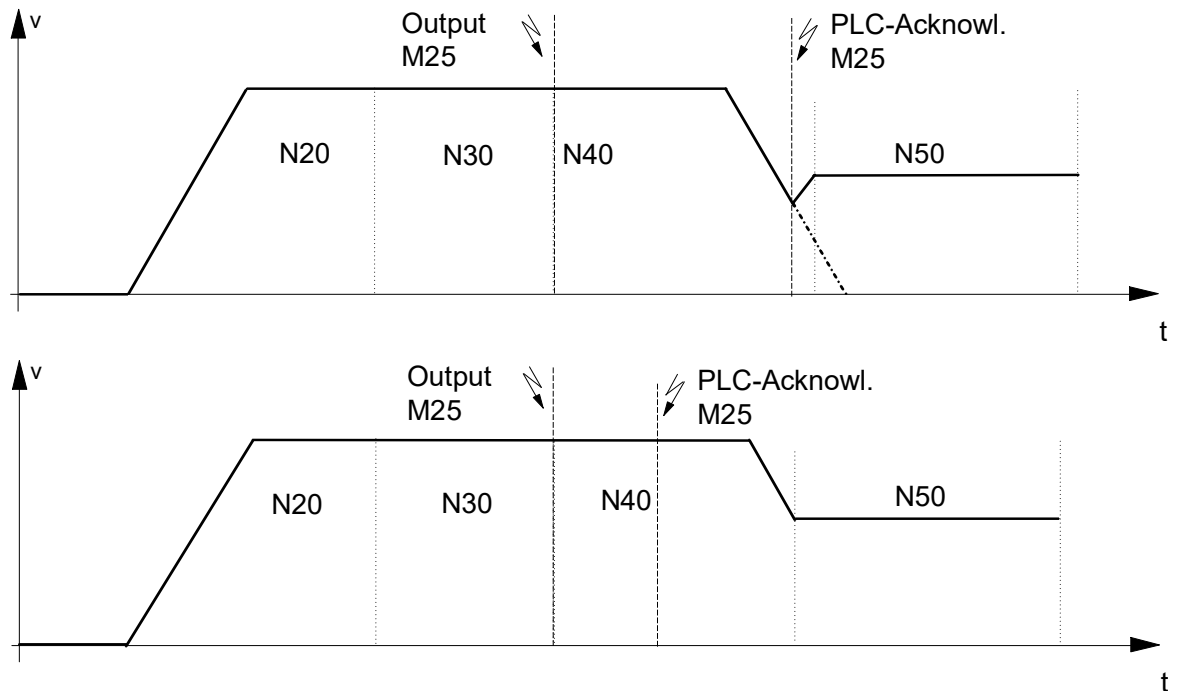 v
Output
M25
PLC-Acknowl.
M25
N20
N30
N40
N50
t
v
Output
M25
PLC-Acknowl.
M25
N20
N30
N40
N50
t